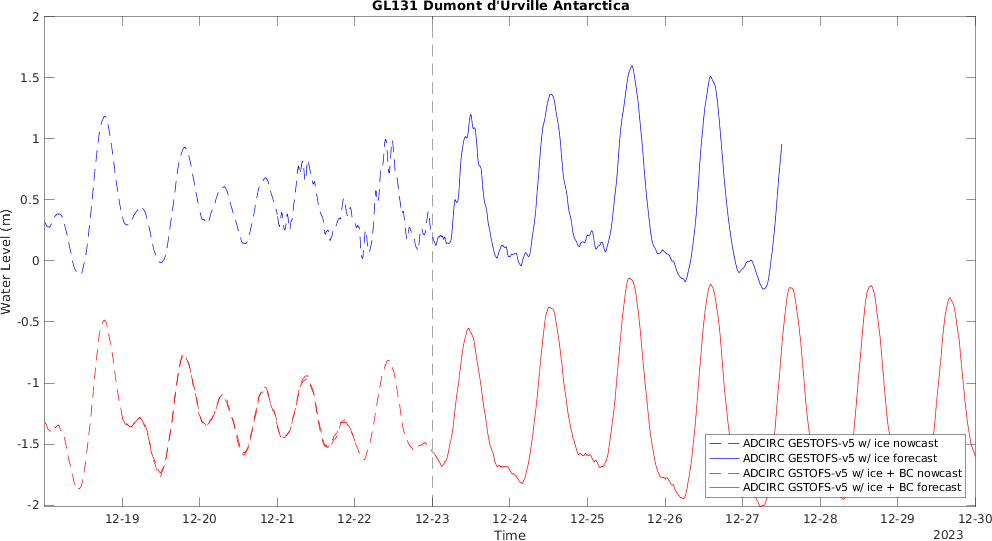 GL131 Dumont d'Urville Antarctica
2
1.5
1
0.5
0
-0.5
-1
-1.5
-2
Water Level (m)
ADCIRC GESTOFS-v5 w/ ice nowcast
ADCIRC GESTOFS-v5 w/ ice forecast
ADCIRC GSTOFS-v5 w/ ice + BC nowcast
ADCIRC GSTOFS-v5 w/ ice + BC forecast
12-19 12-20 12-21 12-22 12-23 12-24 12-25 12-26 12-27 12-28 12-29 12-30
Time
2023